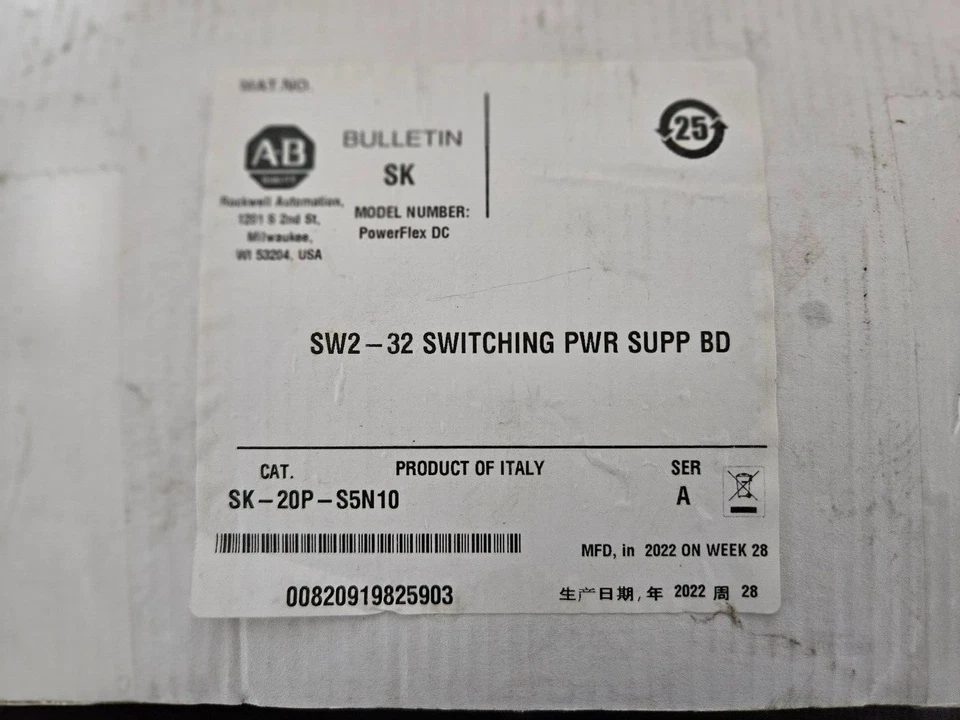 MAT.NO.
AB
QUALITY
BULLETIN
SK
25
Rockwell Automation,
1201 S 2nd St,
Milwaukee,
WI 53204, USA
MODEL NUMBER:
PowerFlex DC
SW2-32 SWITCHING PWR SUPP BD
CAT. PRODUCT OF ITALY SER
SK-20P-S5N10 A
MFD, in 2022 ON WEEK 28
00820919825903
生产日期, 年 2022 周 28